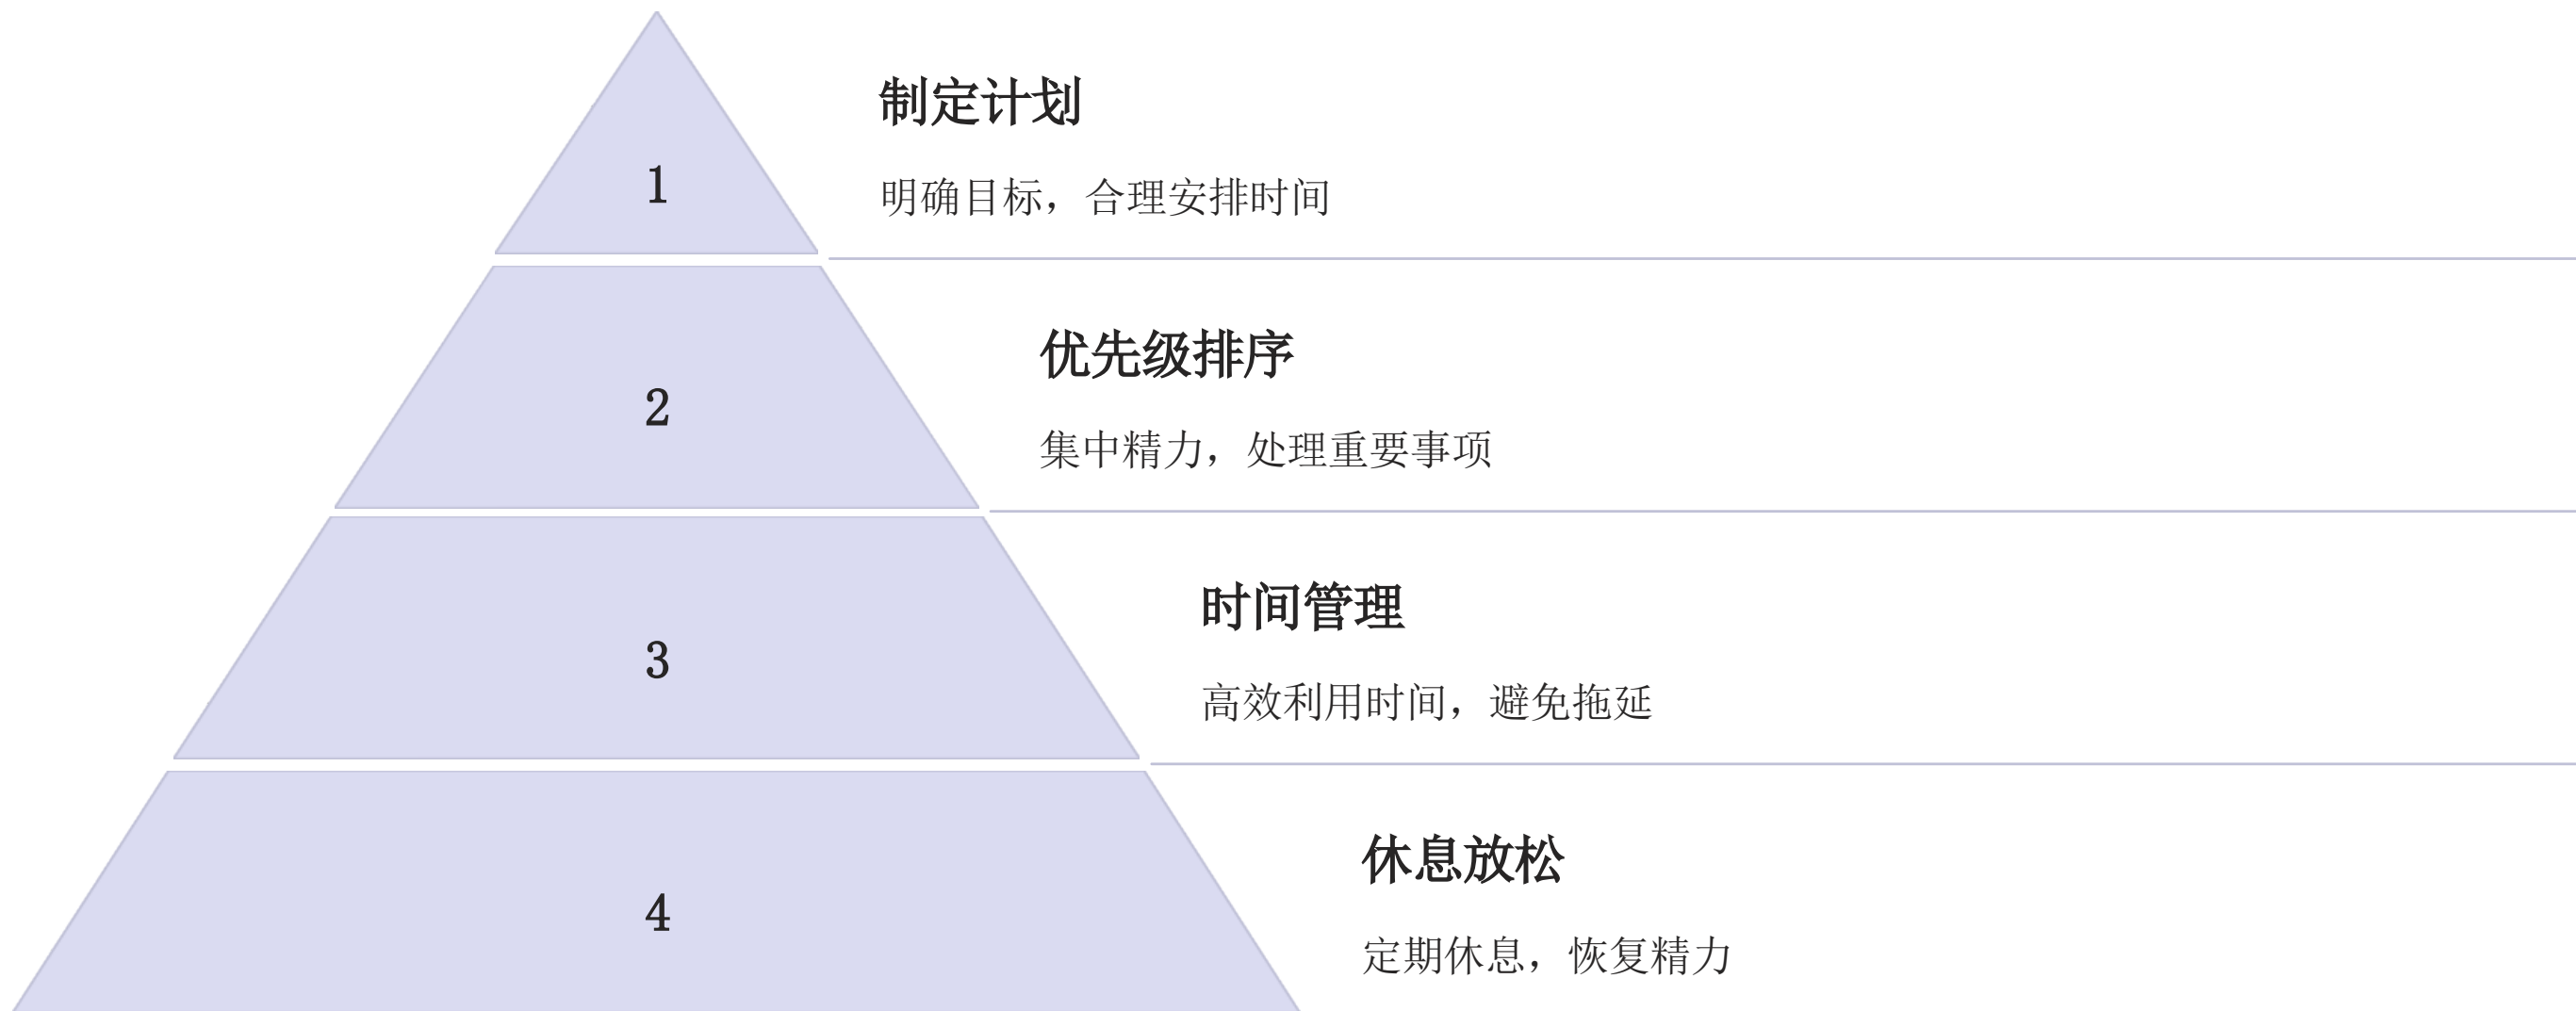 制定计划
1
明确目标，合理安排时间
优先级排序
2
集中精力，处理重要事项
时间管理
3
高效利用时间，避免拖延
休息放松
4
定期休息，恢复精力